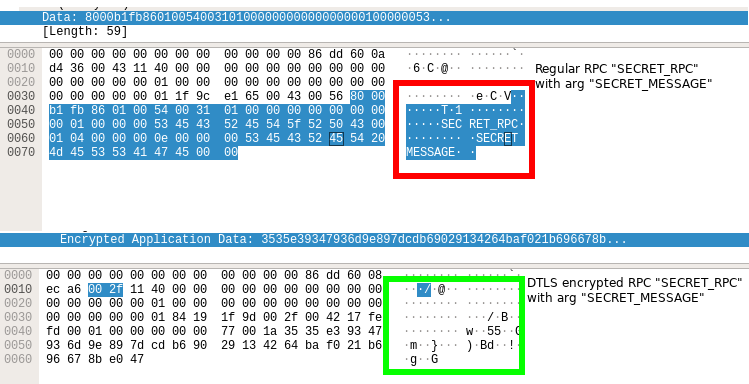 Data: 8000b1fb86010054003101000000000000000100000053...
[Length: 59]
0000 00 00 00 00 00 00 00 00 00 00 00 00 86 dd 60 0a ········ ······`·
0010 d4 36 00 43 11 40 00 00 00 00 00 00 00 00 00 00 ·6·C·@·· ········
0020 00 00 00 00 00 01 00 00 00 00 00 00 00 00 00 00 ········ ········
0030 00 00 00 00 00 01 1f 9c e1 65 00 43 00 56 80 00 ········ ·e·C·V··
0040 b1 fb 86 01 00 54 00 31 01 00 00 00 00 00 00 00 ·····T·1 ········
0050 00 01 00 00 00 53 45 43 52 45 54 5f 52 50 43 00 ·····SEC RET_RPC·
0060 01 04 00 00 00 0e 00 00 00 53 45 43 52 45 54 20 ········ ·SECRET
0070 4d 45 53 53 41 47 45 00 00 MESSAGE· ·
Regular RPC "SECRET_RPC"
with arg "SECRET_MESSAGE"
Encrypted Application Data: 3535e39347936d9e897dcdb69029134264baf021b696678b...
0000 00 00 00 00 00 00 00 00 00 00 00 00 86 dd 60 08
0010 ec a6 00 2f 11 40 00 00 00 00 00 00 00 00 00 00 ···/·@·· ········
0020 00 00 00 00 00 01 00 00 00 00 00 00 00 00 00 00 ········ ········
0030 00 00 00 00 00 01 84 19 1f 9d 00 2f 00 42 17 fe ········ ···/·B··
0040 fd 00 01 00 00 00 00 00 77 00 1a 35 35 e3 93 47 ········ w··55··G
0050 93 6d 9e 89 7d cd b6 90 29 13 42 64 ba f0 21 b6 ·m··}··· )·Bd··!·
0060 96 67 8b e0 47 ·g··G
DTLS encrypted RPC "SECRET_RPC"
with arg "SECRET_MESSAGE"